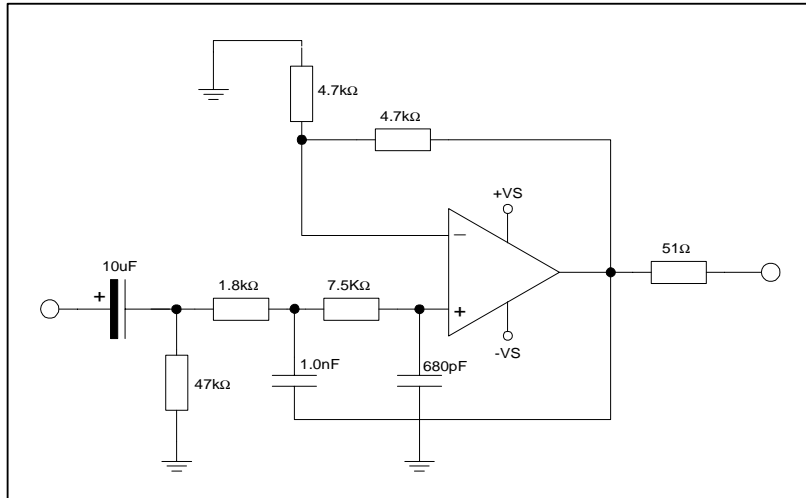 4.7kΩ
4.7kΩ
+VS
−
51Ω
10uF
+
1.8kΩ
7.5KΩ
+
-VS
1.0nF
680pF
47kΩ